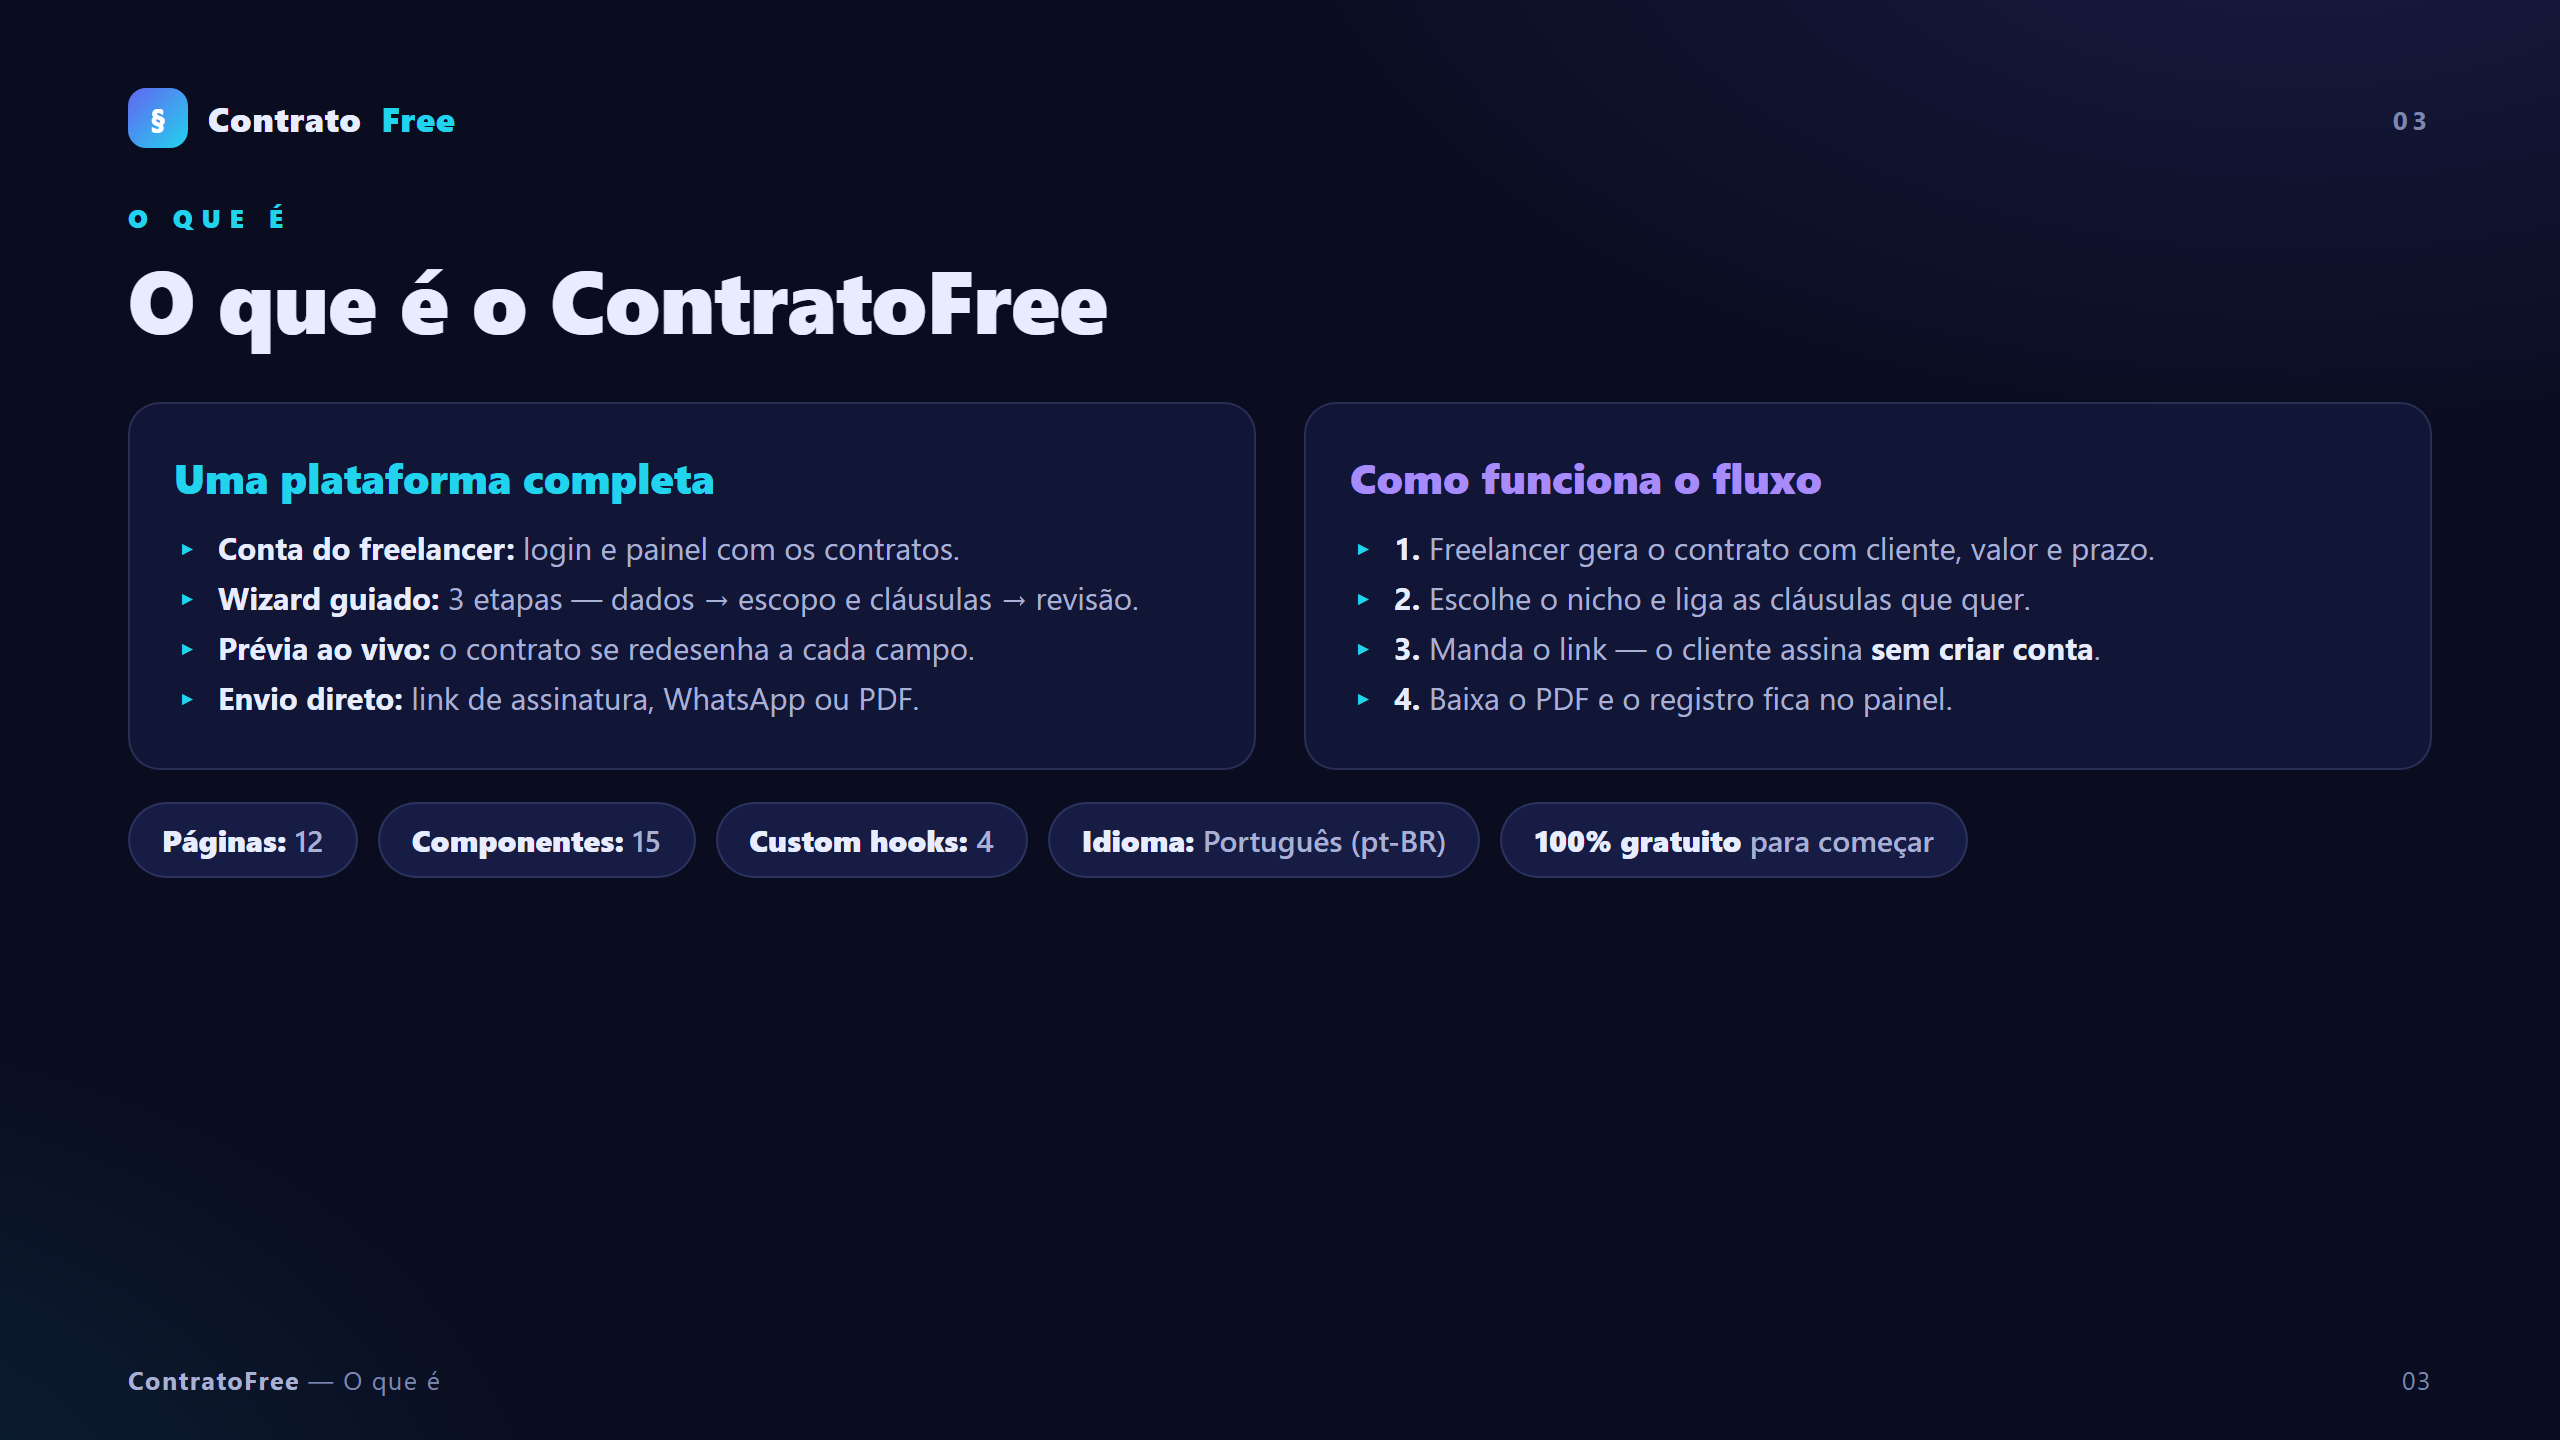 § Contrato Free
03
O QUE É
O que é o ContratoFree
Uma plataforma completa
▸ Conta do freelancer: login e painel com os contratos.
▸ Wizard guiado: 3 etapas — dados → escopo e cláusulas → revisão.
▸ Prévia ao vivo: o contrato se redesenha a cada campo.
▸ Envio direto: link de assinatura, WhatsApp ou PDF.
Como funciona o fluxo
▸ 1. Freelancer gera o contrato com cliente, valor e prazo.
▸ 2. Escolhe o nicho e liga as cláusulas que quer.
▸ 3. Manda o link — o cliente assina sem criar conta.
▸ 4. Baixa o PDF e o registro fica no painel.
Páginas: 12
Componentes: 15
Custom hooks: 4
Idioma: Português (pt-BR)
100% gratuito para começar
ContratoFree — O que é
03